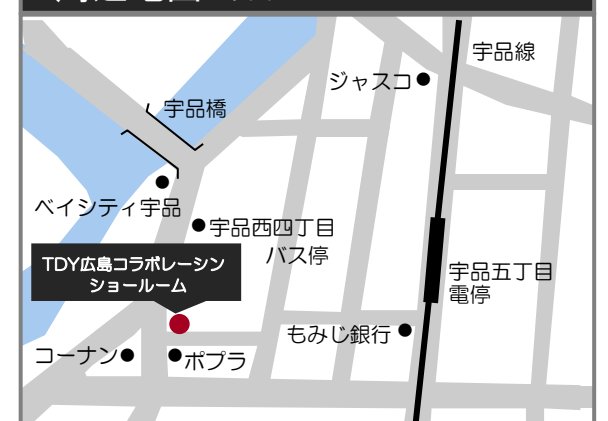 宇品線
ジャスコ
宇品橋
ベイシティ宇品
宇品西四丁目
バス停
TDY広島コラボレーシン
ショールーム
宇品五丁目
電停
もみじ銀行
コーナン
ポプラ